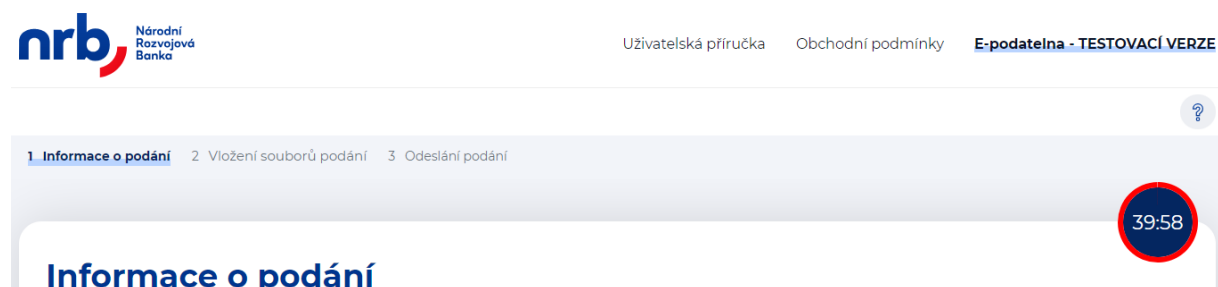 nrb
Národní
Rozvojová
Banka
Uživatelská příručka Obchodní podmínky E-podatelna - TESTOVACÍ VERZE
?
1 Informace o podání 2 Vložení souborů podání 3 Odeslání podání
39:58
Informace o podání